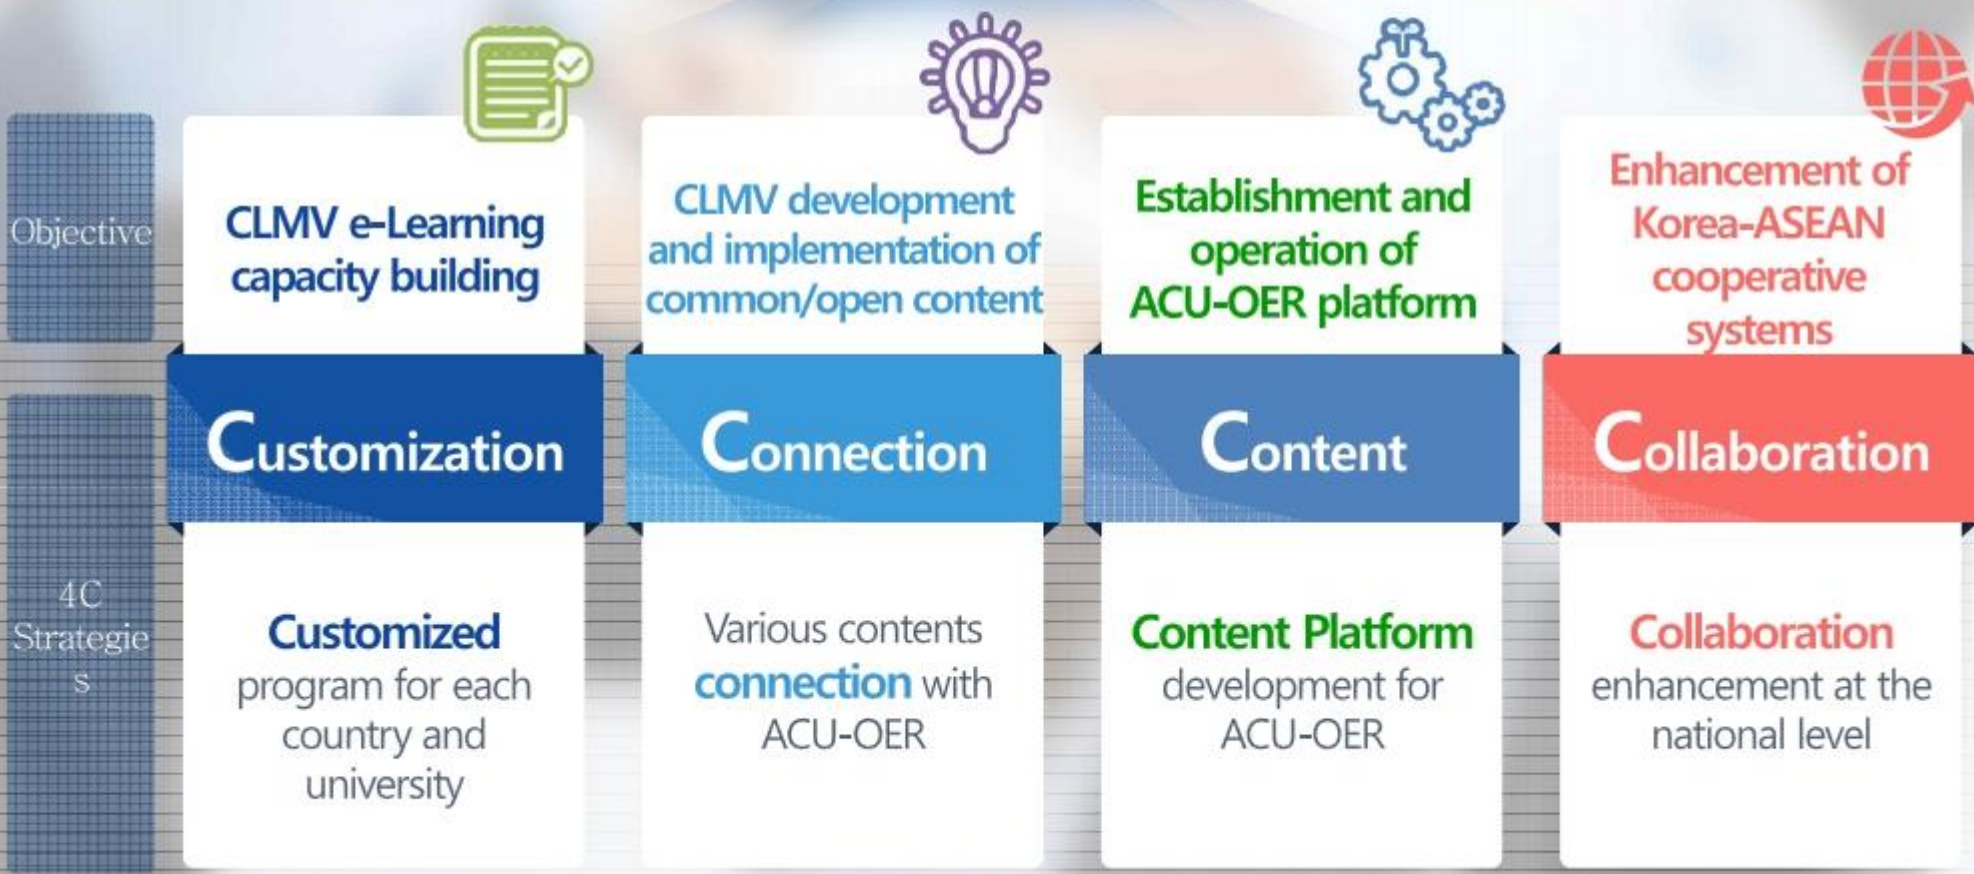 Objective
CLMV e-Learning
capacity building
CLMV development
and implementation of
common/open content
Establishment and
operation of
ACU-OER platform
Enhancement of
Korea-ASEAN
cooperative
systems
Customization
Connection
Content
Collaboration
4C
Strategie
s
Customized
program for each
country and
university
Various contents
connection with
ACU-OER
Content Platform
development for
ACU-OER
Collaboration
enhancement at the
national level